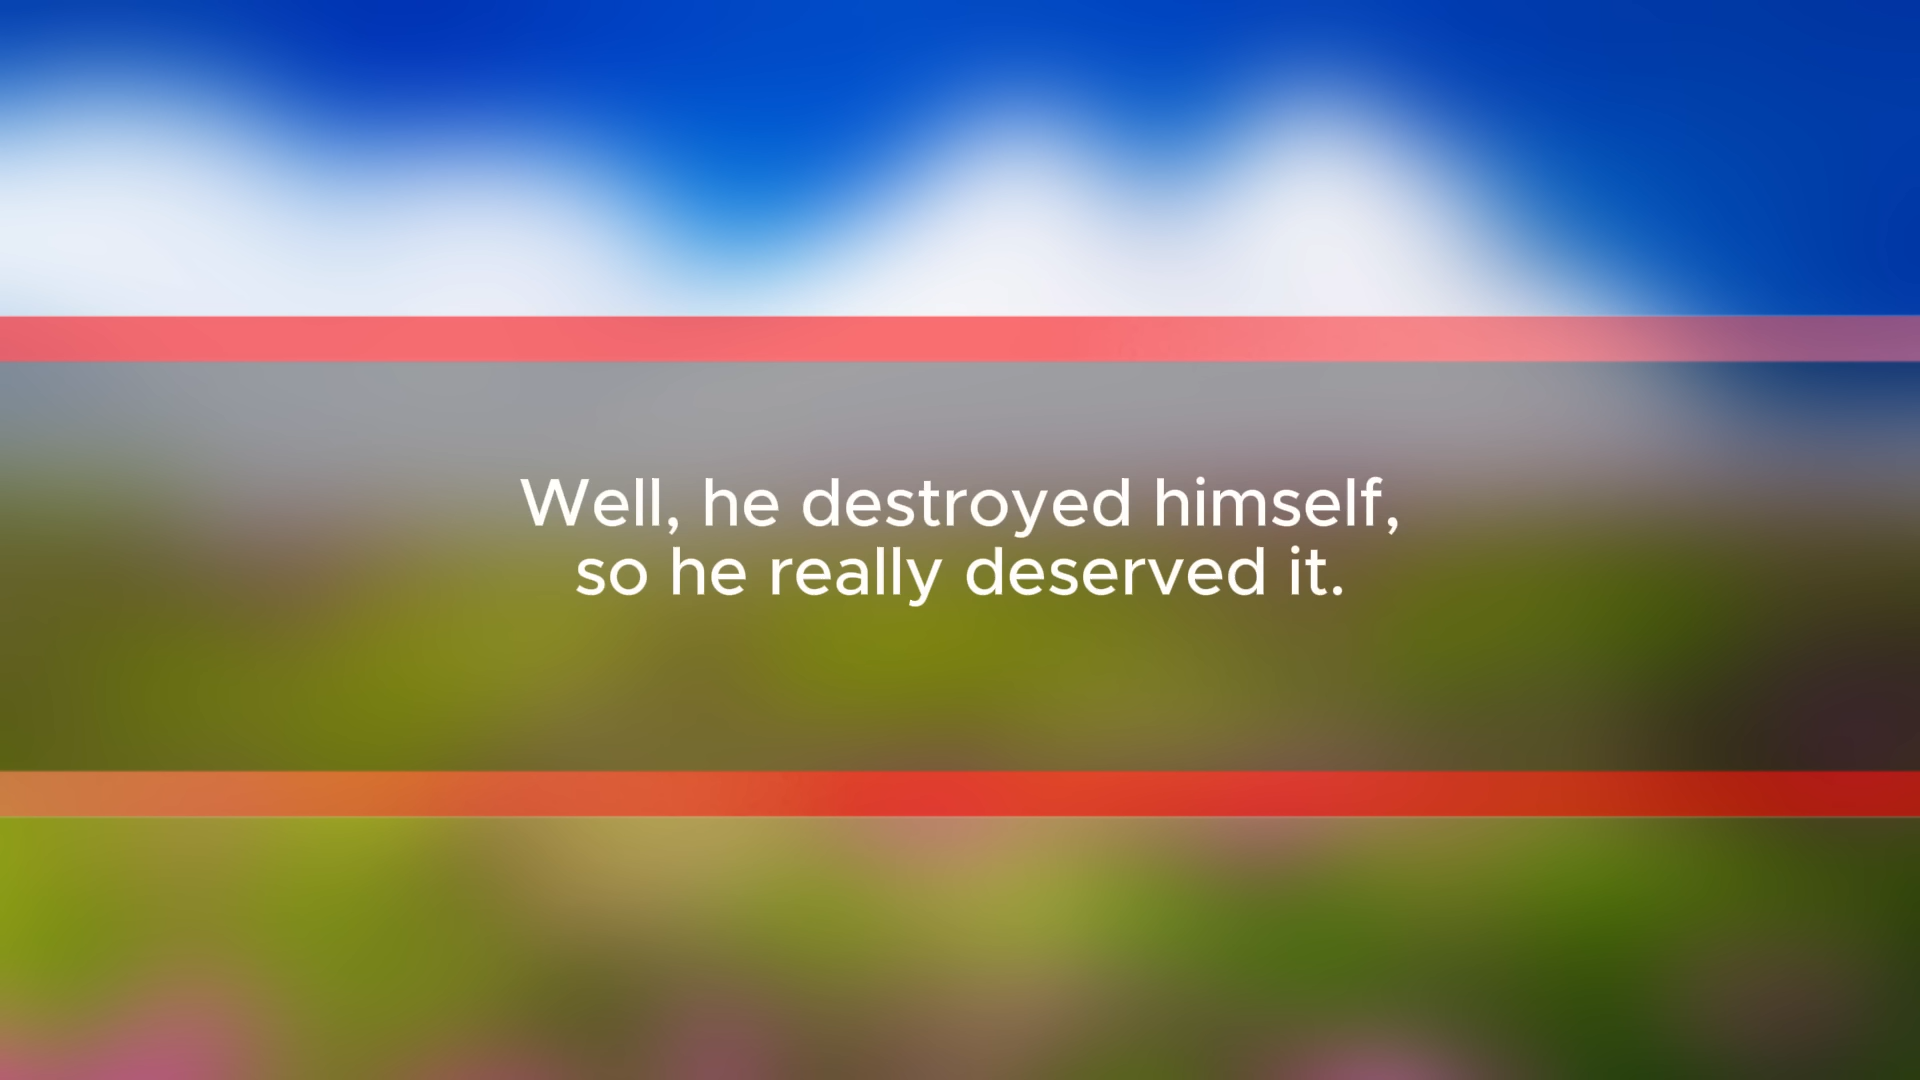 Well, he destroyed himself,
so he really deserved it.